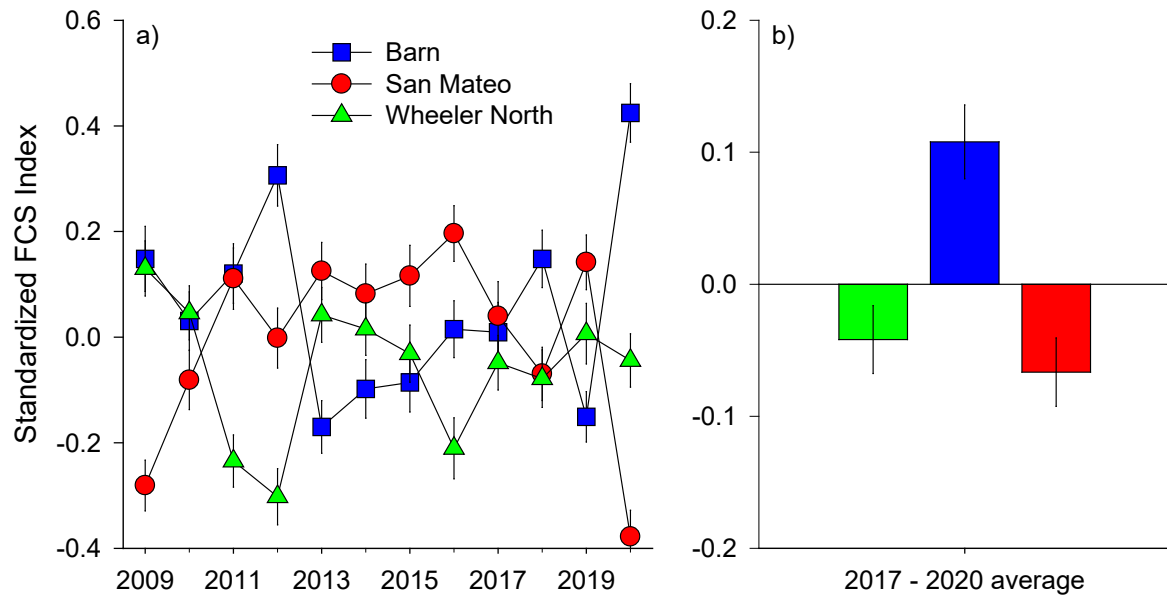 a)
Barn
San Mateo
Wheeler North
Standardized FCS Index
0.6
0.4
0.2
0.0
-0.2
-0.4
2009
2011
2013
2015
2017
2019
b)
0.2
0.1
0.0
-0.1
-0.2
2017 - 2020 average